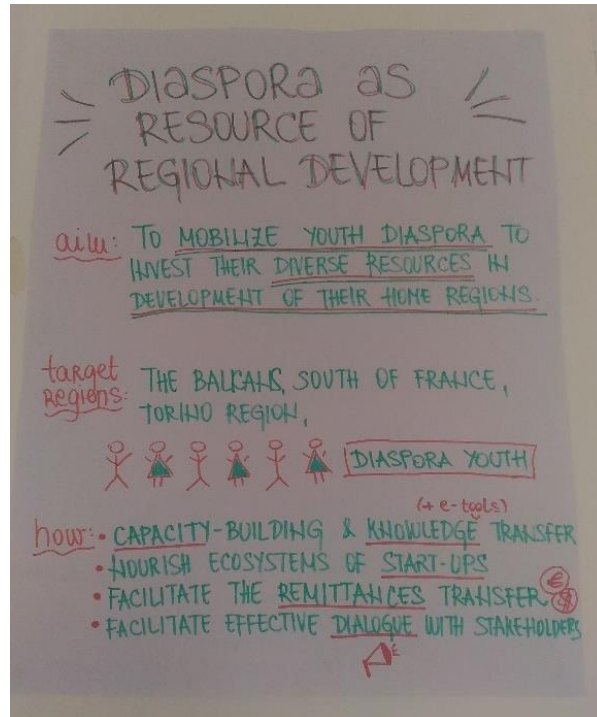 DIASPORA AS
RESOURCE OF
REGIONAL DEVELOPMENT
aim: TO MOBILIZE YOUTH DIASPORA TO
INVEST THEIR DIVERSE RESOURCES IN
DEVELOPMENT OF THEIR HOME REGIONS.
target
REGIONS:
THE BALKANS, SOUTH OF FRANCE,
TORINO REGION,
DIASPORA YOUTH
(+ e-tools)
how: • CAPACITY-BUILDING & KNOWLEDGE TRANSFER
• NOURISH ECOSYSTEMS OF START-UPS
• FACILITATE THE REMITTANCES TRANSFER € $
• FACILITATE EFFECTIVE DIALOGUE WITH STAKEHOLDERS